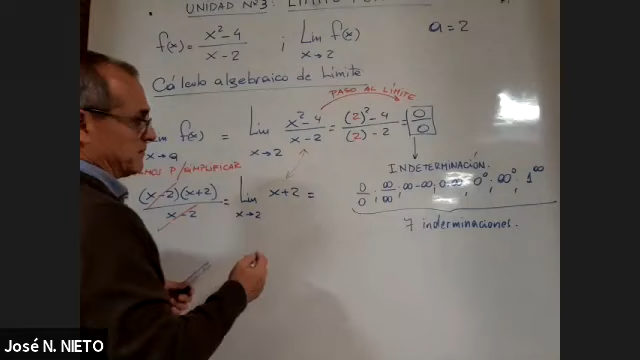 UNIDAD Nº3:
f(x) = x²-4 / x-2 ; Lim x→2 f(x) a=2
Cálculo algebraico de Límite
PASO AL LÍMITE
Lim x→a f(x) = Lim x→2 x²-4 / x-2 = (2)²-4 / (2)-2 = 0/0
INDETERMINACIÓN.
SIMPLIFICAR
(x-2)(x+2) / x-2 = Lim x→2 x+2 =
0/0 ; ∞/∞ ; ∞-∞ ; 0·∞ ; 0⁰ ; ∞⁰ ; 1^∞
7 inderminaciones.
José N. NIETO